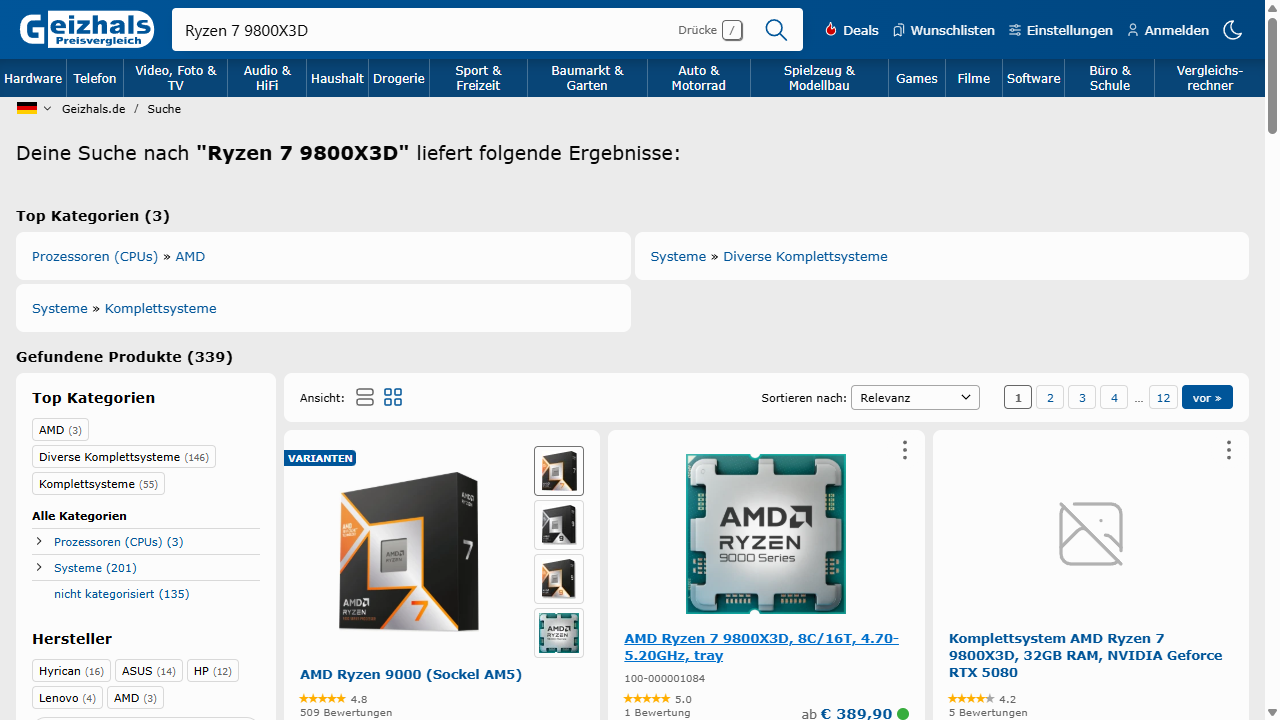 Geizhals
Preisvergleich
Ryzen 7 9800X3D
Drücke /
Deals
Wunschlisten
Einstellungen
Anmelden
Hardware
Telefon
Video, Foto & TV
Audio & HiFi
Haushalt
Drogerie
Sport & Freizeit
Baumarkt & Garten
Auto & Motorrad
Spielzeug & Modellbau
Games
Filme
Software
Büro & Schule
Vergleichs-rechner
Geizhals.de / Suche
Deine Suche nach "Ryzen 7 9800X3D" liefert folgende Ergebnisse:
Top Kategorien (3)
Prozessoren (CPUs) » AMD
Systeme » Diverse Komplettsysteme
Systeme » Komplettsysteme
Gefundene Produkte (339)
Top Kategorien
AMD (3)
Diverse Komplettsysteme (146)
Komplettsysteme (55)
Alle Kategorien
Prozessoren (CPUs) (3)
Systeme (201)
nicht kategorisiert (135)
Hersteller
Hyrican (16) ASUS (14) HP (12)
Lenovo (4) AMD (3)
Ansicht:
Sortieren nach: Relevanz
1 2 3 4 ... 12 vor »
VARIANTEN
7
AMD
RYZEN
7
AMD Ryzen 9000 (Sockel AM5)
4.8
509 Bewertungen
AMD
RYZEN
9000 Series
AMD Ryzen 7 9800X3D, 8C/16T, 4.70-
5.20GHz, tray
100-000001084
5.0
1 Bewertung
ab € 389,90
Komplettsystem AMD Ryzen 7
9800X3D, 32GB RAM, NVIDIA Geforce
RTX 5080
4.2
5 Bewertungen